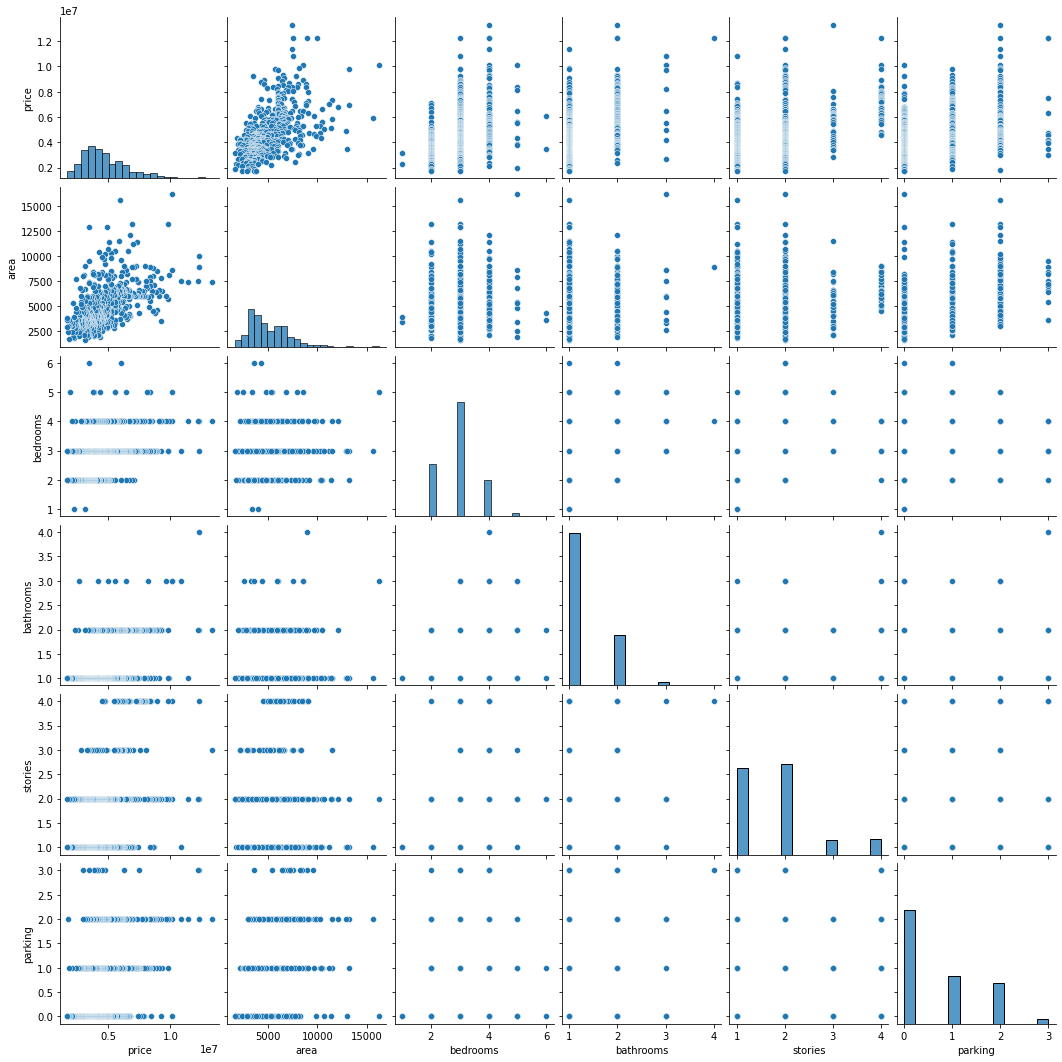 1e7
price
1.2
1.0
0.8
0.6
0.4
0.2
area
15000
12500
10000
7500
5000
2500
bedrooms
6
5
4
3
2
1
bathrooms
4.0
3.5
3.0
2.5
2.0
1.5
1.0
stories
4.0
3.5
3.0
2.5
2.0
1.5
1.0
parking
3.0
2.5
2.0
1.5
1.0
0.5
0.0
0.5 1.0
1e7
price
5000 10000 15000
area
2 4 6
bedrooms
1 2 3 4
bathrooms
1 2 3 4
stories
0 1 2 3
parking